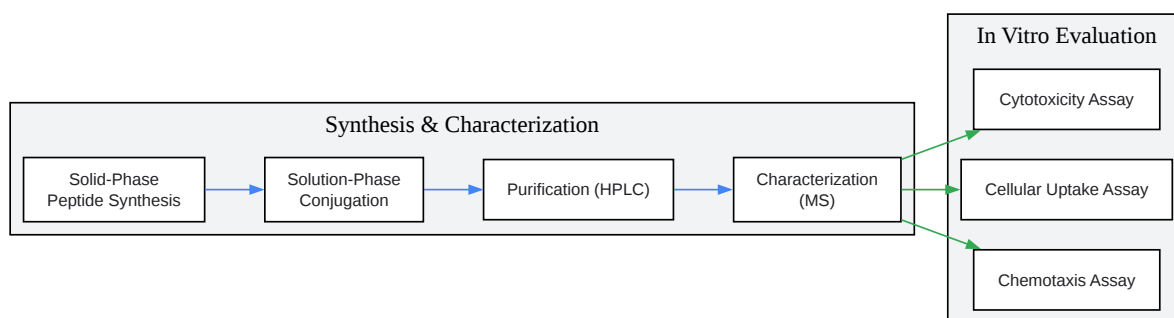 In Vitro Evaluation
Cytotoxicity Assay
Synthesis & Characterization
Solid-Phase
Peptide Synthesis
Solution-Phase
Conjugation
Purification (HPLC)
Characterization
(MS)
Cellular Uptake Assay
Chemotaxis Assay